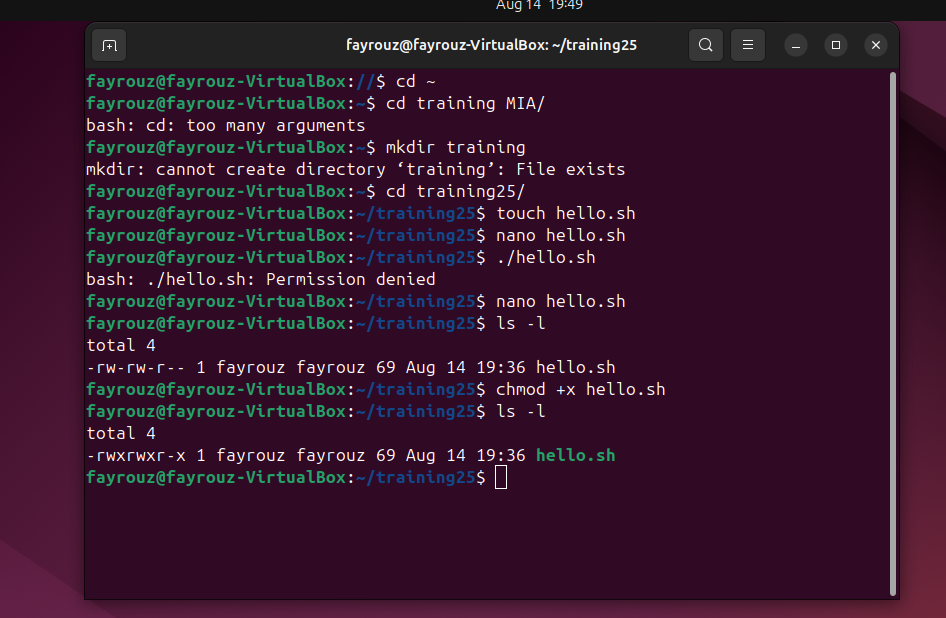 Aug 14 19:49
fayrouz@fayrouz-VirtualBox: ~/training25
fayrouz@fayrouz-VirtualBox://$ cd ~
fayrouz@fayrouz-VirtualBox:~$ cd training MIA/
bash: cd: too many arguments
fayrouz@fayrouz-VirtualBox:~$ mkdir training
mkdir: cannot create directory ‘training’: File exists
fayrouz@fayrouz-VirtualBox:~$ cd training25/
fayrouz@fayrouz-VirtualBox:~/training25$ touch hello.sh
fayrouz@fayrouz-VirtualBox:~/training25$ nano hello.sh
fayrouz@fayrouz-VirtualBox:~/training25$ ./hello.sh
bash: ./hello.sh: Permission denied
fayrouz@fayrouz-VirtualBox:~/training25$ nano hello.sh
fayrouz@fayrouz-VirtualBox:~/training25$ ls -l
total 4
-rw-rw-r-- 1 fayrouz fayrouz 69 Aug 14 19:36 hello.sh
fayrouz@fayrouz-VirtualBox:~/training25$ chmod +x hello.sh
fayrouz@fayrouz-VirtualBox:~/training25$ ls -l
total 4
-rwxrwxr-x 1 fayrouz fayrouz 69 Aug 14 19:36 hello.sh
fayrouz@fayrouz-VirtualBox:~/training25$